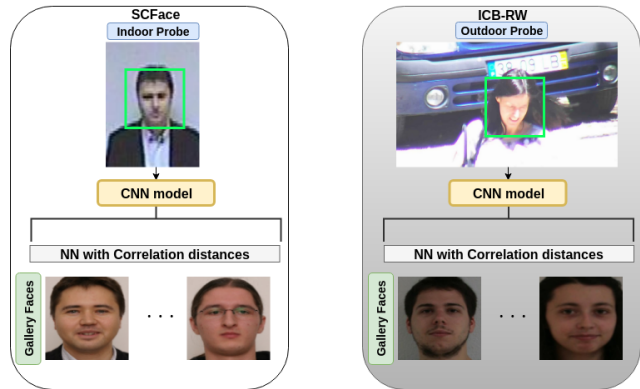 SCFace
Indoor Probe
CNN model
NN with Correlation distances
Gallery Faces
. . .
ICB-RW
Outdoor Probe
CNN model
NN with Correlation distances
Gallery Faces
. . .